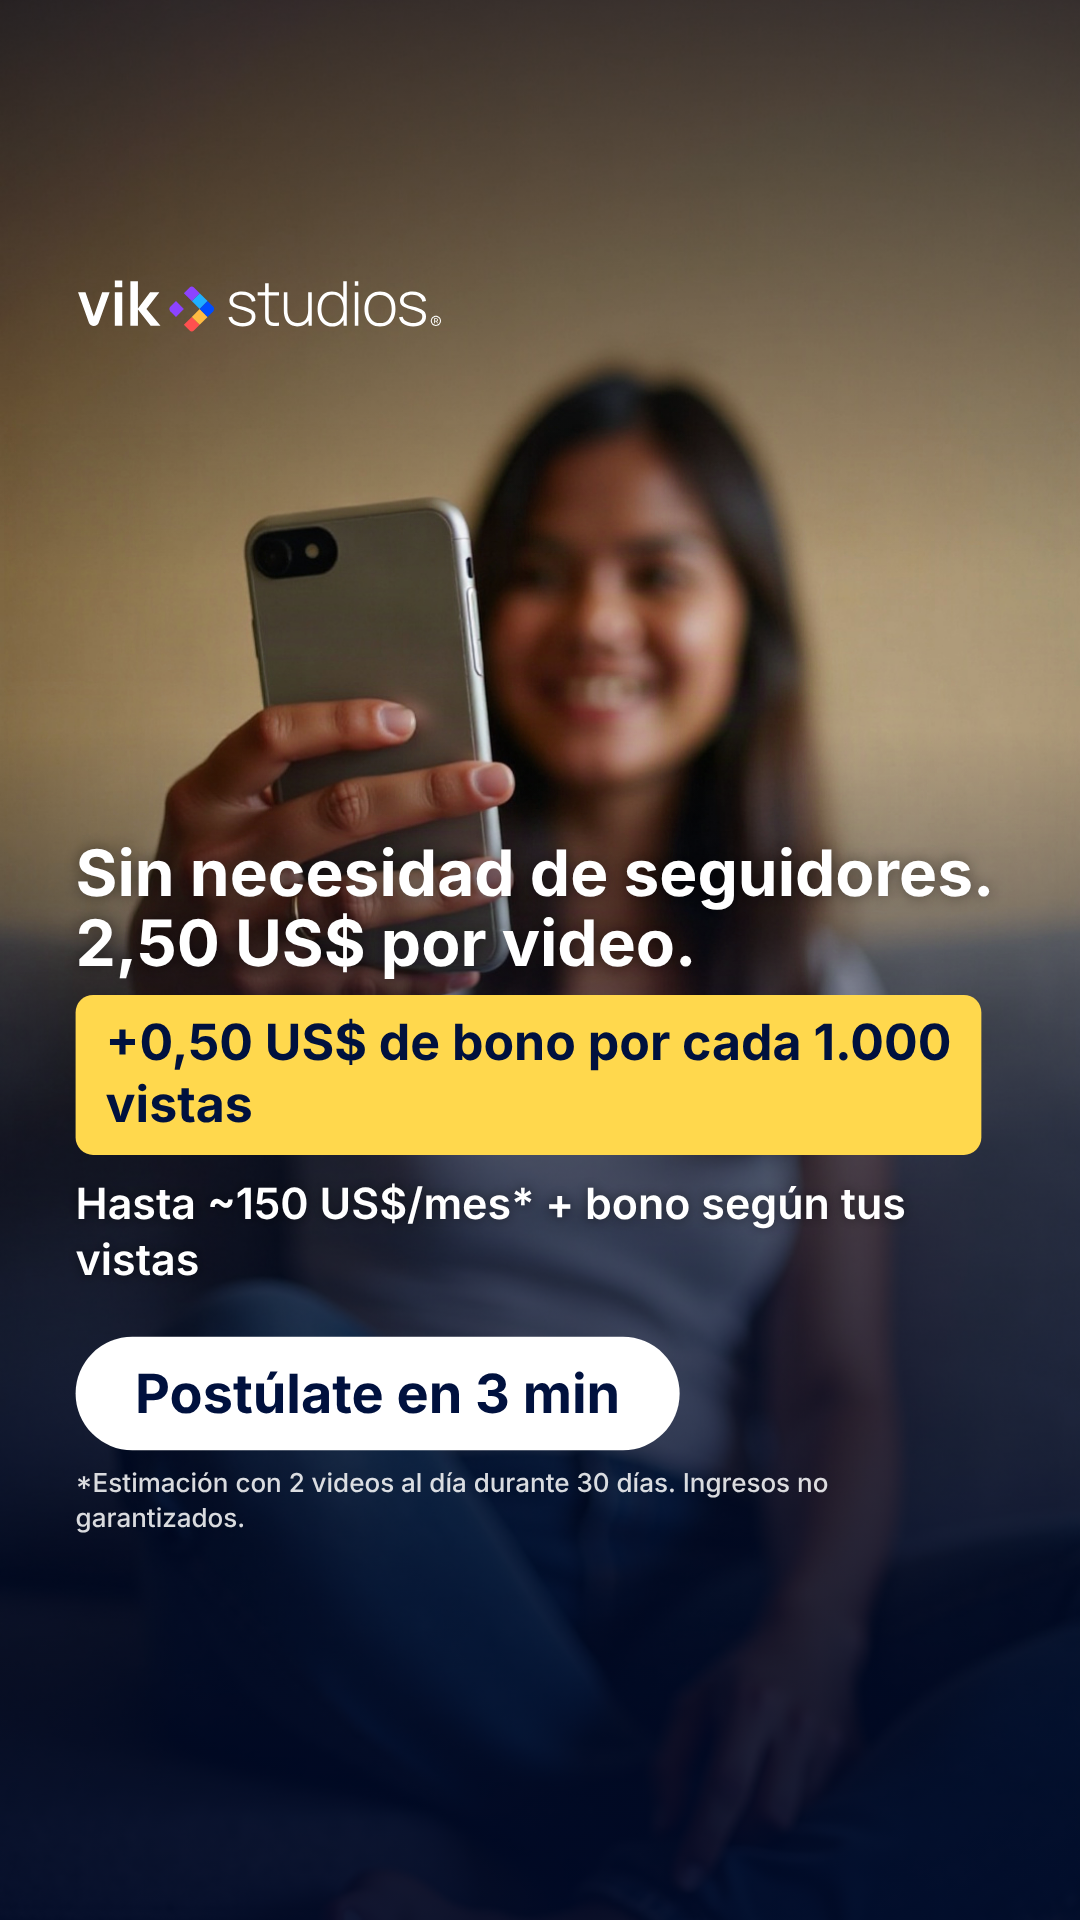 vik studios®
Sin necesidad de seguidores.
2,50 US$ por video.
+0,50 US$ de bono por cada 1.000
vistas
Hasta ~150 US$/mes* + bono según tus
vistas
Postúlate en 3 min
*Estimación con 2 videos al día durante 30 días. Ingresos no
garantizados.